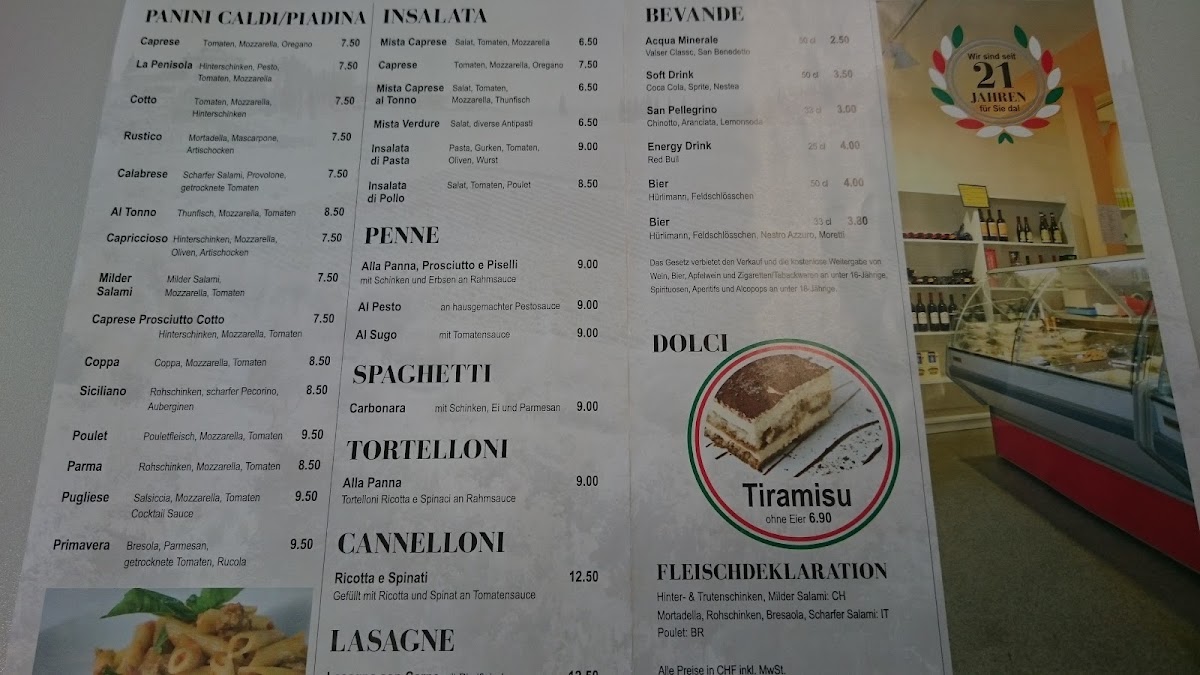 PANINI CALDI/PIADINA
Caprese Tomaten, Mozzarella, Oregano 7.50
La Penisola Hinterschinken, Pesto, 7.50
Tomaten, Mozzarella
Cotto Tomaten, Mozzarella, 7.50
Hinterschinken
Rustico Mortadella, Mascarpone, 7.50
Artischocken
Calabrese Scharfer Salami, Provolone, 7.50
getrocknete Tomaten
Al Tonno Thunfisch, Mozzarella, Tomaten 8.50
Capriccioso Hinterschinken, Mozzarella, 7.50
Oliven, Artischocken
Milder Milder Salami, 7.50
Salami Mozzarella, Tomaten
Caprese Prosciutto Cotto 7.50
Hinterschinken, Mozzarella, Tomaten
Coppa Coppa, Mozzarella, Tomaten 8.50
Siciliano Rohschinken, scharfer Pecorino, 8.50
Auberginen
Poulet Pouletfleisch, Mozzarella, Tomaten 9.50
Parma Rohschinken, Mozzarella, Tomaten 8.50
Pugliese Salsiccia, Mozzarella, Tomaten 9.50
Cocktail Sauce
Primavera Bresola, Parmesan, 9.50
getrocknete Tomaten, Rucola
INSALATA
Mista Caprese Salat, Tomaten, Mozzarella 6.50
Caprese Tomaten, Mozzarella, Oregano 7.50
Mista Caprese Salat, Tomaten, 6.50
al Tonno Mozzarella, Thunfisch
Mista Verdure Salat, diverse Antipasti 6.50
Insalata Pasta, Gurken, Tomaten, 9.00
di Pasta Oliven, Wurst
Insalata Salat, Tomaten, Poulet 8.50
di Pollo
PENNE
Alla Panna, Prosciutto e Piselli 9.00
mit Schinken und Erbsen an Rahmsauce
Al Pesto an hausgemachter Pestosauce 9.00
Al Sugo mit Tomatensauce 9.00
SPAGHETTI
Carbonara mit Schinken, Ei und Parmesan 9.00
TORTELLONI
Alla Panna 9.00
Tortelloni Ricotta e Spinaci an Rahmsauce
CANNELLONI
Ricotta e Spinati 12.50
Gefüllt mit Ricotta und Spinat an Tomatensauce
LASAGNE
BEVANDE
Acqua Minerale 50 cl 2.50
Valser Classic, San Benedetto
Soft Drink 50 cl 3.50
Coca Cola, Sprite, Nestea
San Pellegrino 33 cl 3.00
Chinotto, Aranciata, Lemonsoda
Energy Drink 25 cl 4.00
Red Bull
Bier 50 cl 4.00
Hürlimann, Feldschlösschen
Bier 33 cl 3.80
Hürlimann, Feldschlösschen, Nastro Azzuro, Moretti
Das Gesetz verbietet den Verkauf und die kostenlose Weitergabe von
Wein, Bier, Apfelwein und Zigaretten/Tabackwaren an unter 16-Jährige,
Spirituosen, Aperitifs und Alcopops an unter 18-Jährige.
DOLCI
Tiramisu
ohne Eier 6.90
FLEISCHDEKLARATION
Hinter- & Trutenschinken, Milder Salami: CH
Mortadella, Rohschinken, Bresaola, Scharfer Salami: IT
Poulet: BR
Alle Preise in CHF inkl. MwSt.
Wir sind seit
21
JAHREN
für Sie da!